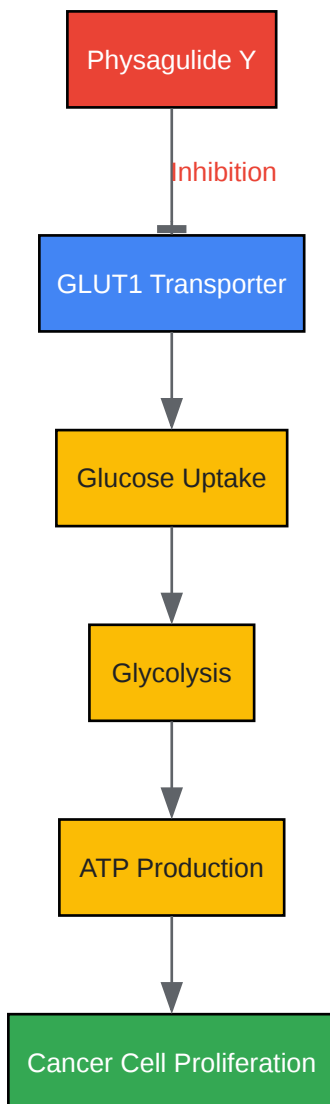 Physagulide Y
Inhibition
GLUT1 Transporter
Glucose Uptake
Glycolysis
ATP Production
Cancer Cell Proliferation